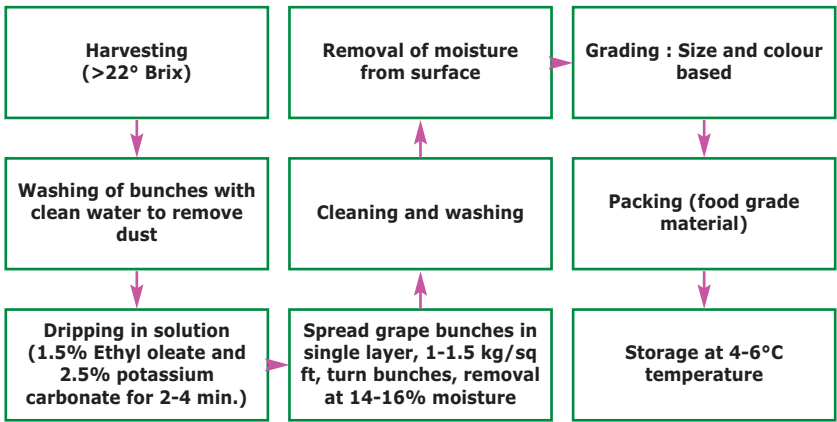 Harvesting
(>22° Brix)
Washing of bunches with
clean water to remove
dust
Dripping in solution
(1.5% Ethyl oleate and
2.5% potassium
carbonate for 2-4 min.)
Spread grape bunches in
single layer, 1-1.5 kg/sq
ft, turn bunches, removal
at 14-16% moisture
Cleaning and washing
Removal of moisture
from surface
Grading : Size and colour
based
Packing (food grade
material)
Storage at 4-6°C
temperature